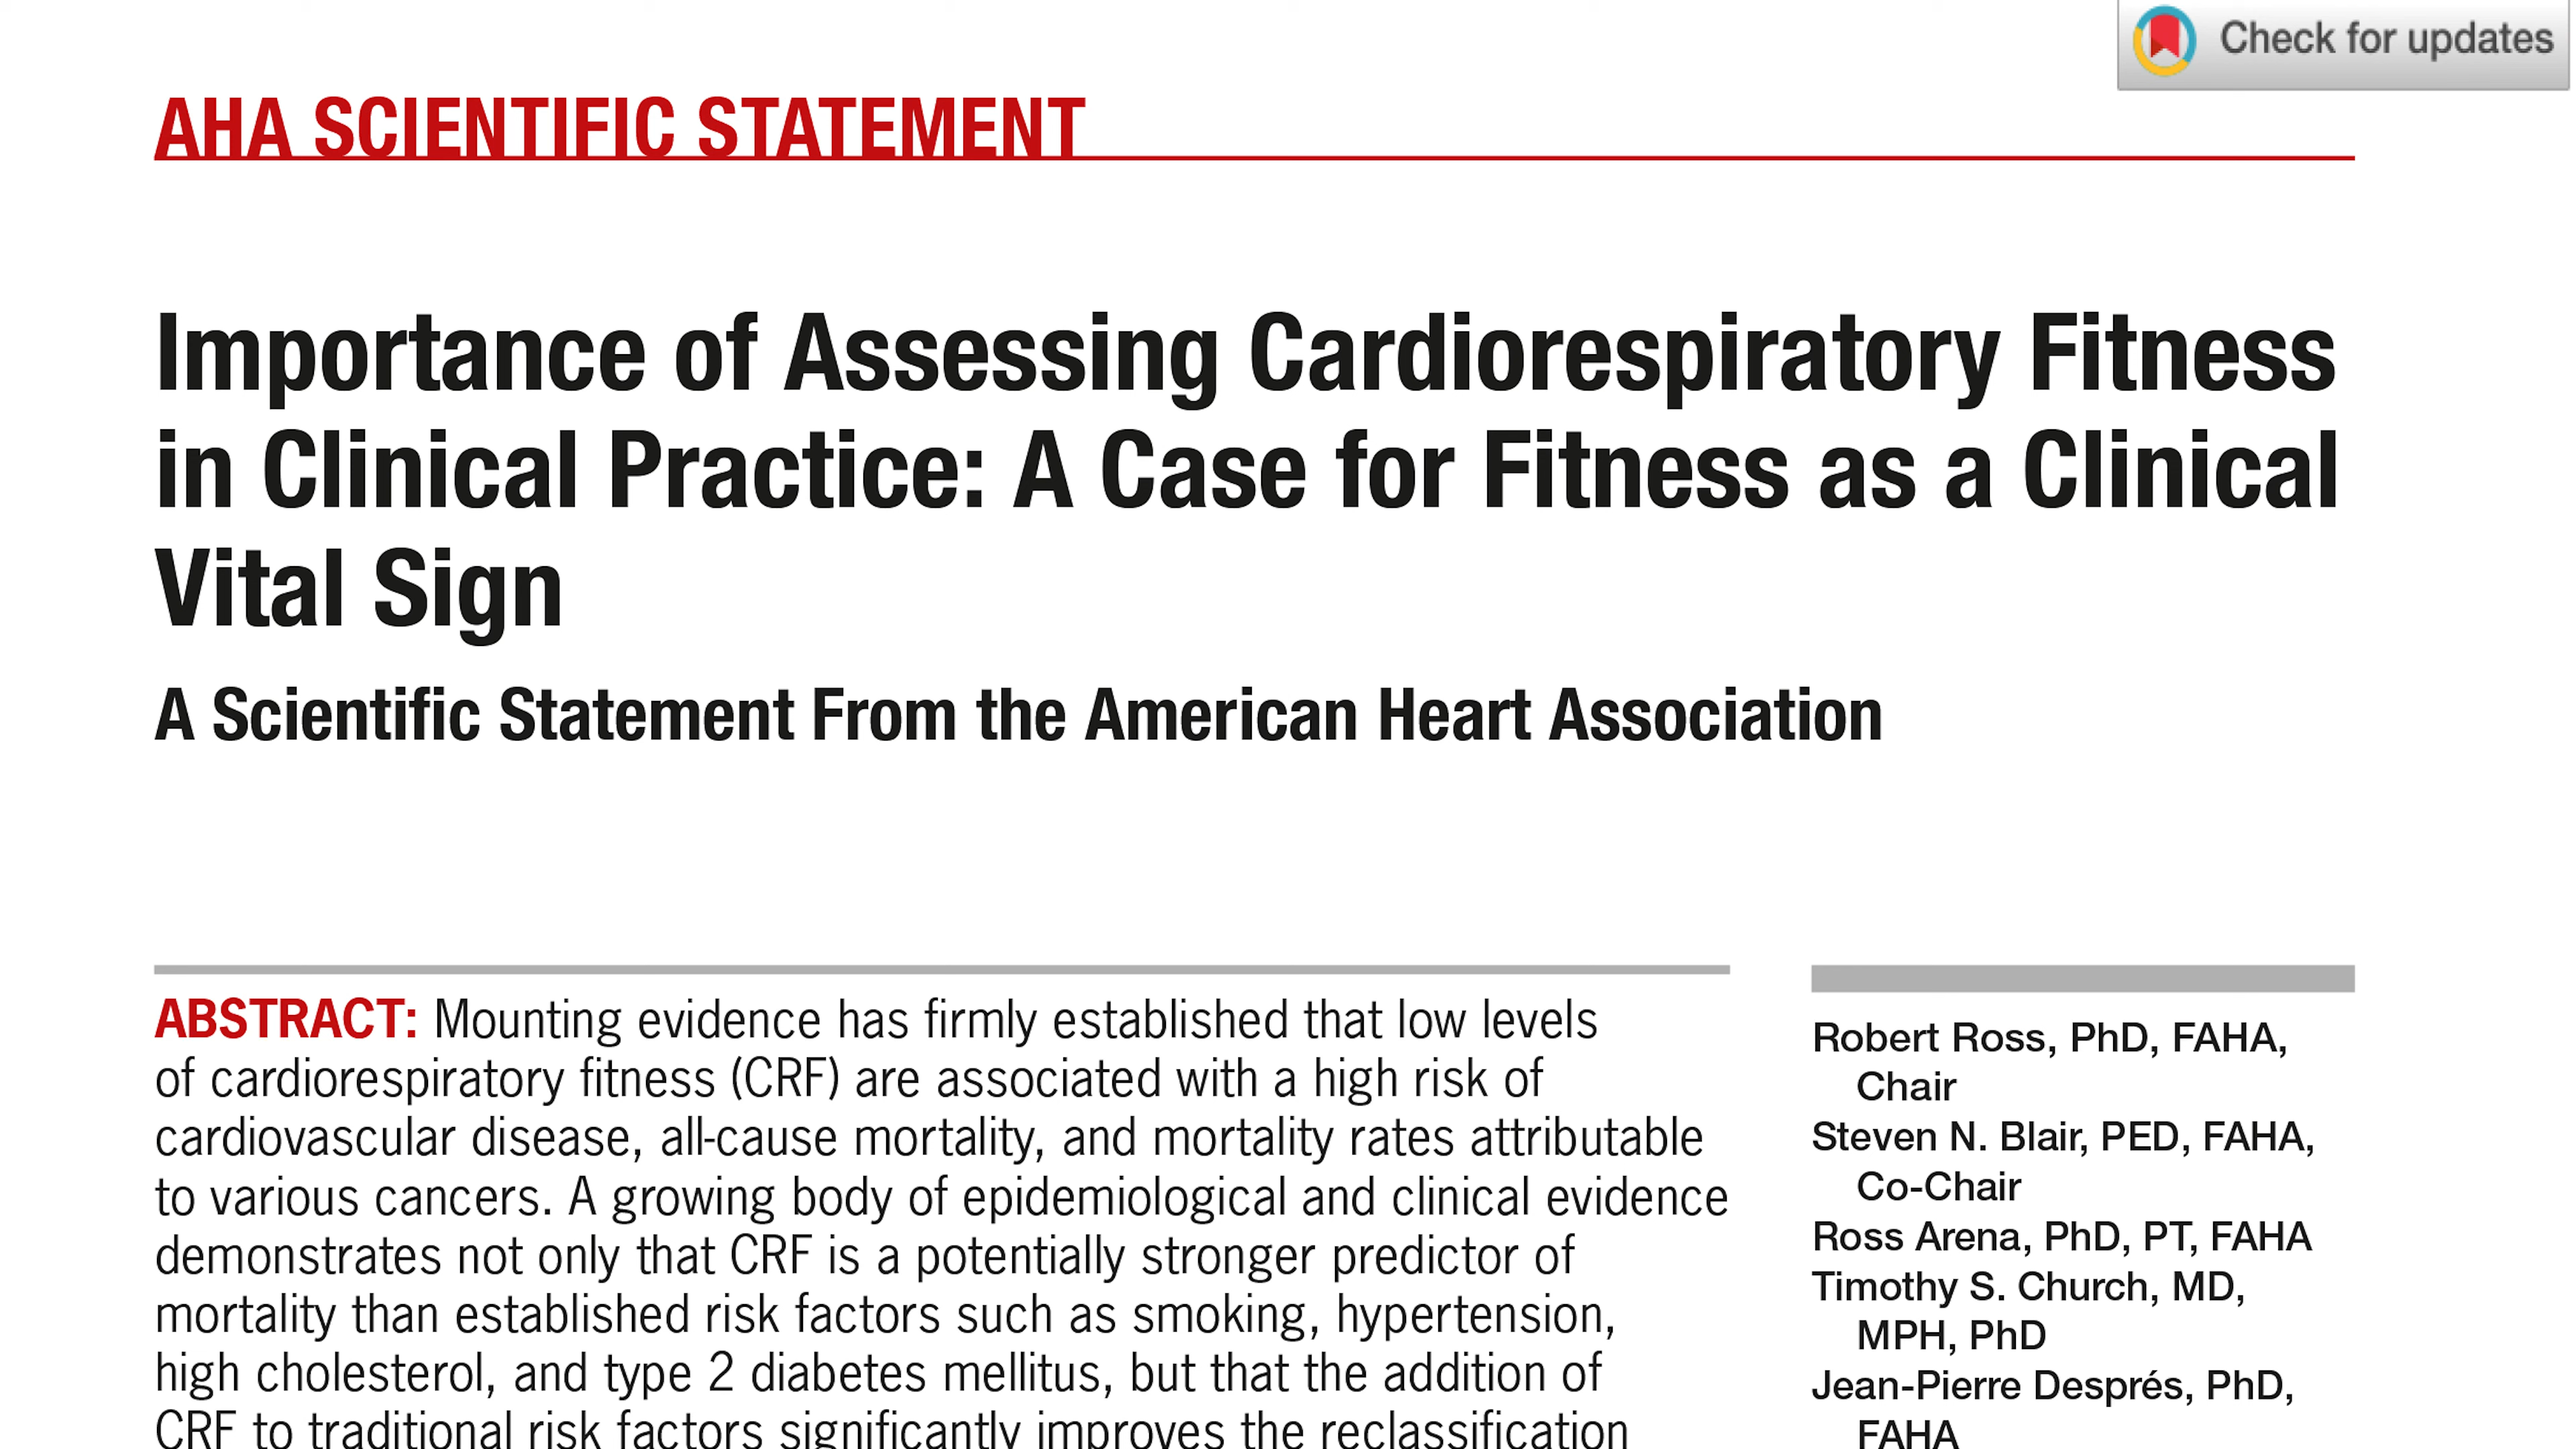 Check for updates
AHA SCIENTIFIC STATEMENT
Importance of Assessing Cardiorespiratory Fitness
in Clinical Practice: A Case for Fitness as a Clinical
Vital Sign
A Scientific Statement From the American Heart Association
ABSTRACT: Mounting evidence has firmly established that low levels
of cardiorespiratory fitness (CRF) are associated with a high risk of
cardiovascular disease, all-cause mortality, and mortality rates attributable
to various cancers. A growing body of epidemiological and clinical evidence
demonstrates not only that CRF is a potentially stronger predictor of
mortality than established risk factors such as smoking, hypertension,
high cholesterol, and type 2 diabetes mellitus, but that the addition of
CRF to traditional risk factors significantly improves the reclassification
Robert Ross, PhD, FAHA,
Chair
Steven N. Blair, PED, FAHA,
Co-Chair
Ross Arena, PhD, PT, FAHA
Timothy S. Church, MD,
MPH, PhD
Jean-Pierre Després, PhD,
FAHA